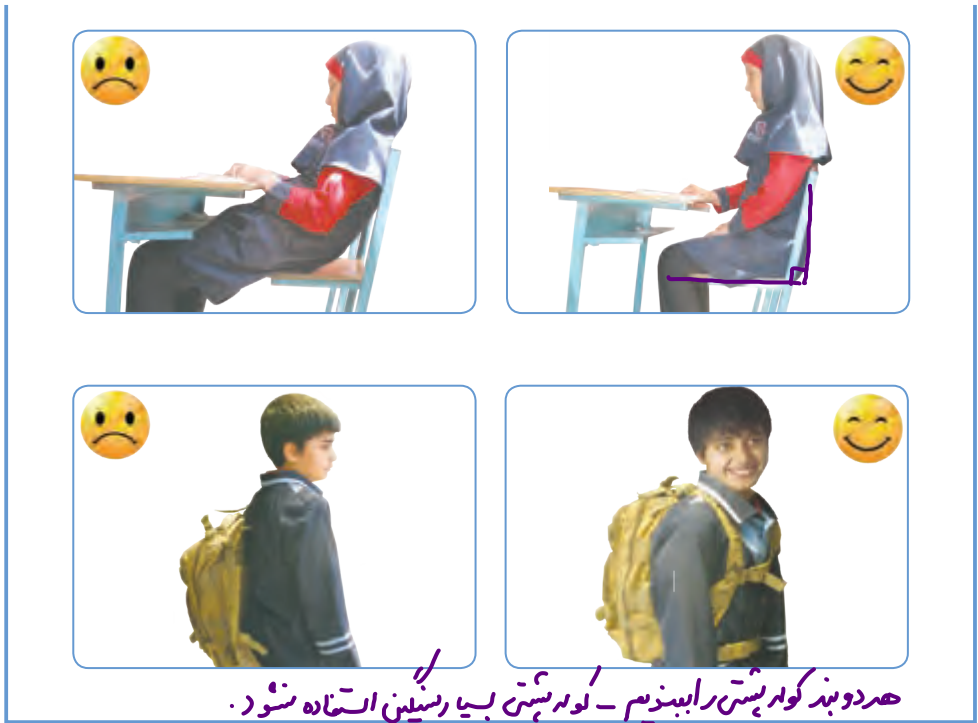 هر دو بند کوله پشتی را ببندیم - کوله پشتی بسیار سنگین استفاده نشود.